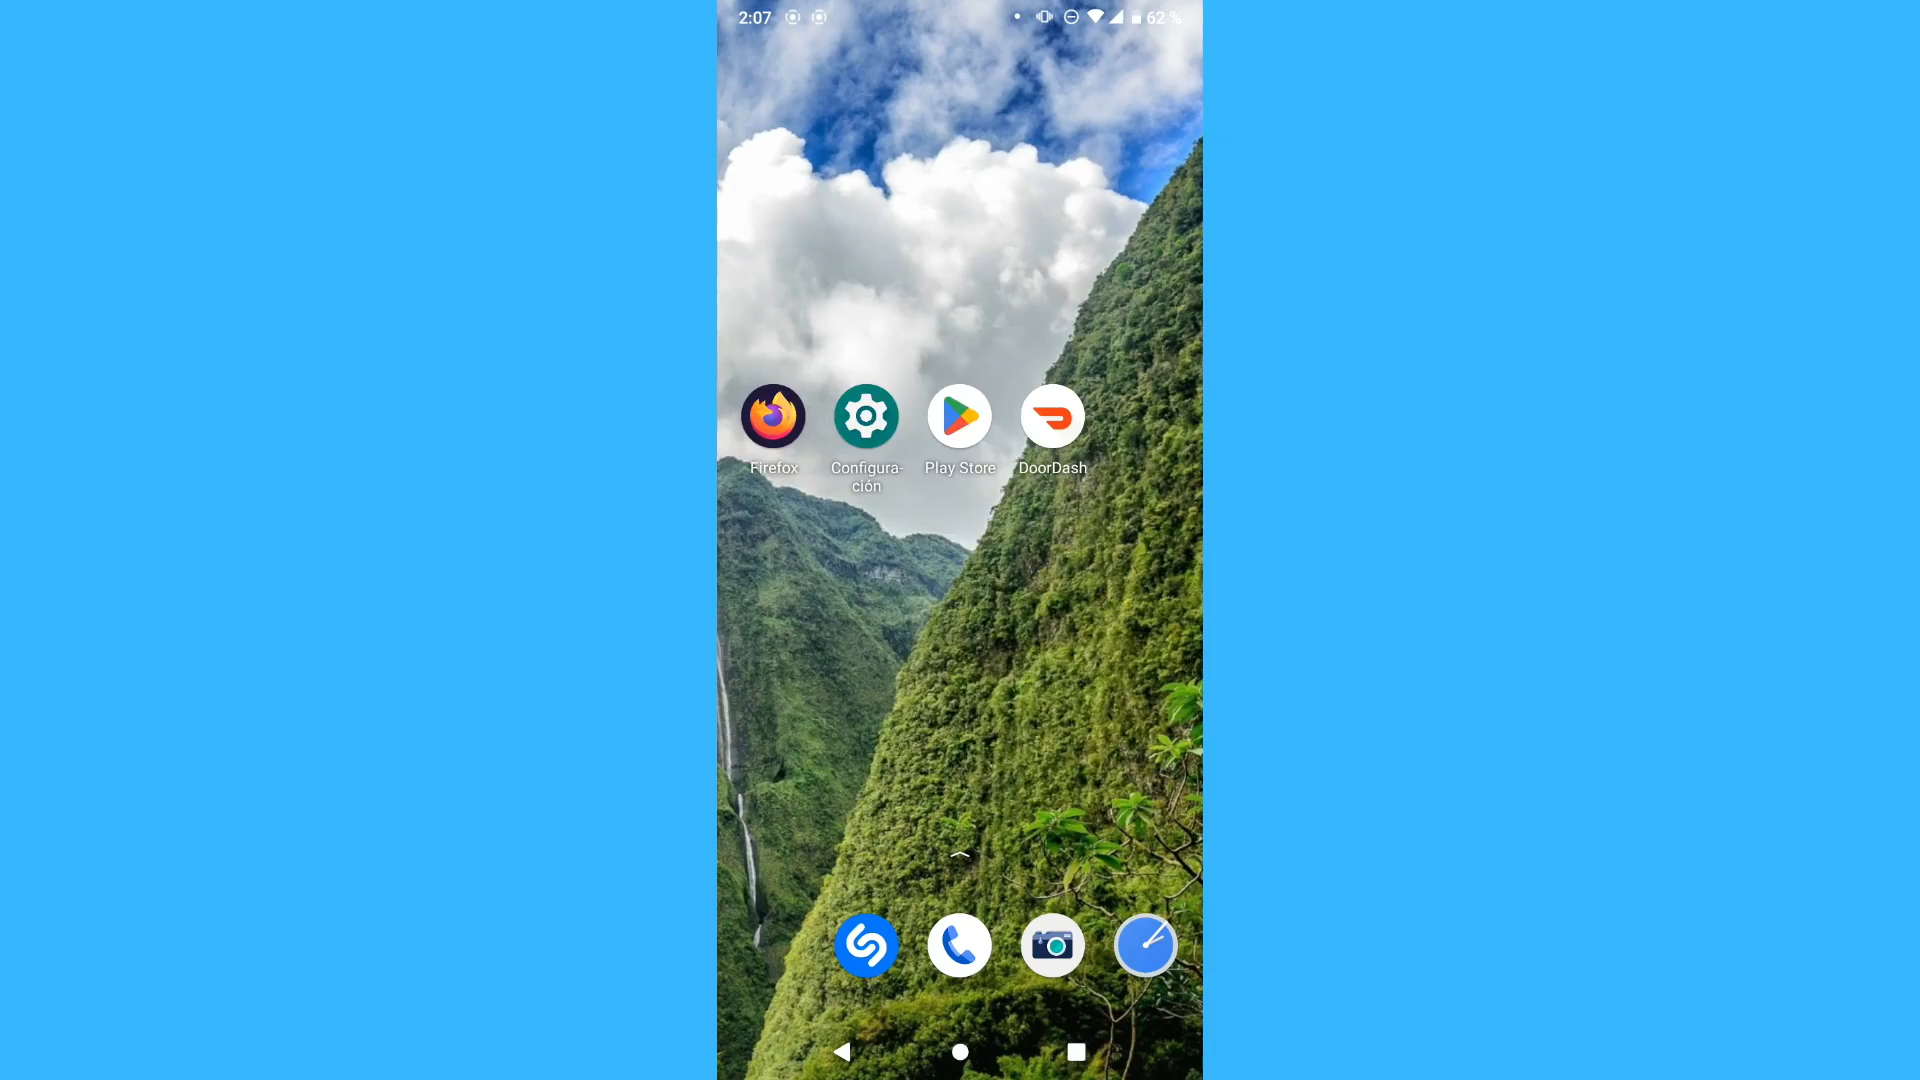 2:07
62 %
Firefox
Configura-
ción
Play Store
DoorDash